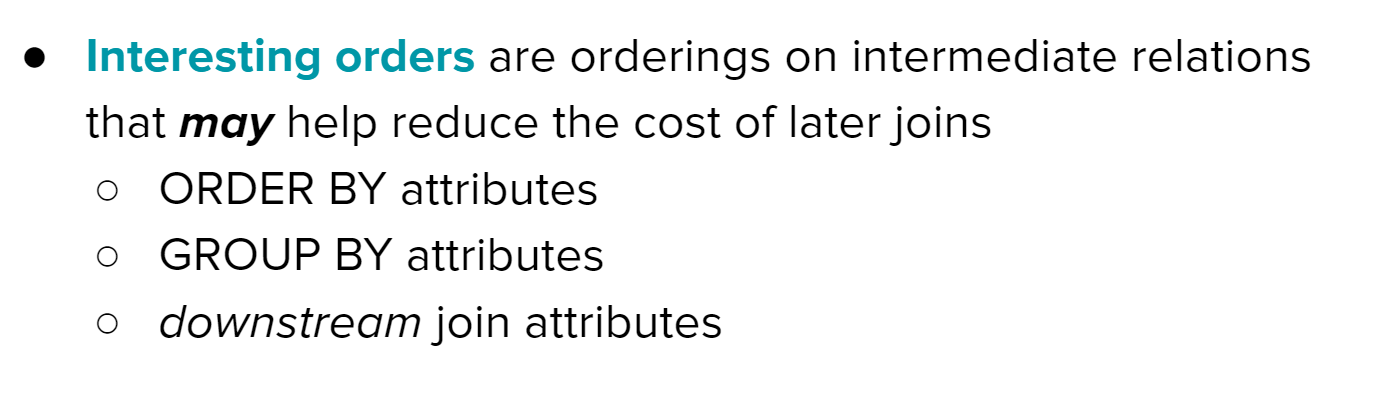 ● Interesting orders are orderings on intermediate relations
that may help reduce the cost of later joins
○ ORDER BY attributes
○ GROUP BY attributes
○ downstream join attributes